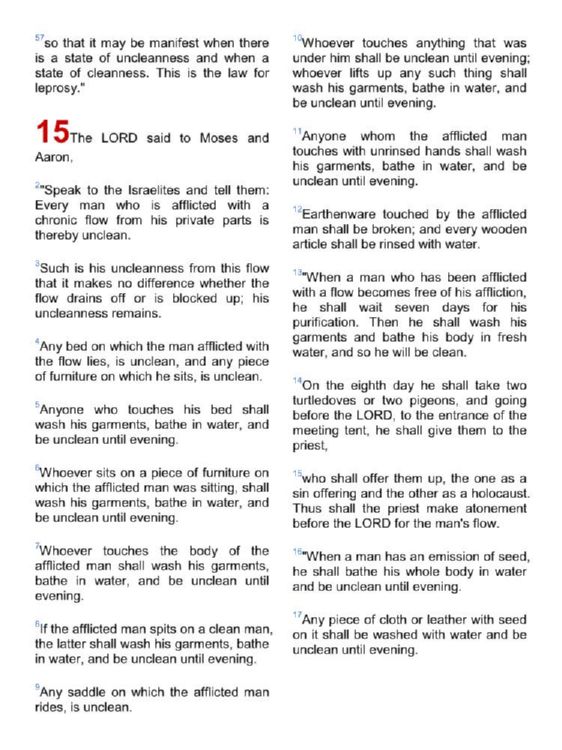 57so that it may be manifest when there
is a state of uncleanness and when a
state of cleanness. This is the law for
leprosy."
15The LORD said to Moses and
Aaron,
2"Speak to the Israelites and tell them:
Every man who is afflicted with a
chronic flow from his private parts is
thereby unclean.
3Such is his uncleanness from this flow
that it makes no difference whether the
flow drains off or is blocked up; his
uncleanness remains.
4Any bed on which the man afflicted with
the flow lies, is unclean, and any piece
of furniture on which he sits, is unclean.
5Anyone who touches his bed shall
wash his garments, bathe in water, and
be unclean until evening.
6Whoever sits on a piece of furniture on
which the afflicted man was sitting, shall
wash his garments, bathe in water, and
be unclean until evening.
7Whoever touches the body of the
afflicted man shall wash his garments,
bathe in water, and be unclean until
evening.
8If the afflicted man spits on a clean man,
the latter shall wash his garments, bathe
in water, and be unclean until evening.
9Any saddle on which the afflicted man
rides, is unclean.
10Whoever touches anything that was
under him shall be unclean until evening;
whoever lifts up any such thing shall
wash his garments, bathe in water, and
be unclean until evening.
11Anyone whom the afflicted man
touches with unrinsed hands shall wash
his garments, bathe in water, and be
unclean until evening.
12Earthenware touched by the afflicted
man shall be broken; and every wooden
article shall be rinsed with water.
13"When a man who has been afflicted
with a flow becomes free of his affliction,
he shall wait seven days for his
purification. Then he shall wash his
garments and bathe his body in fresh
water, and so he will be clean.
14On the eighth day he shall take two
turtledoves or two pigeons, and going
before the LORD, to the entrance of the
meeting tent, he shall give them to the
priest,
15who shall offer them up, the one as a
sin offering and the other as a holocaust.
Thus shall the priest make atonement
before the LORD for the man's flow.
16"When a man has an emission of seed,
he shall bathe his whole body in water
and be unclean until evening.
17Any piece of cloth or leather with seed
on it shall be washed with water and be
unclean until evening.